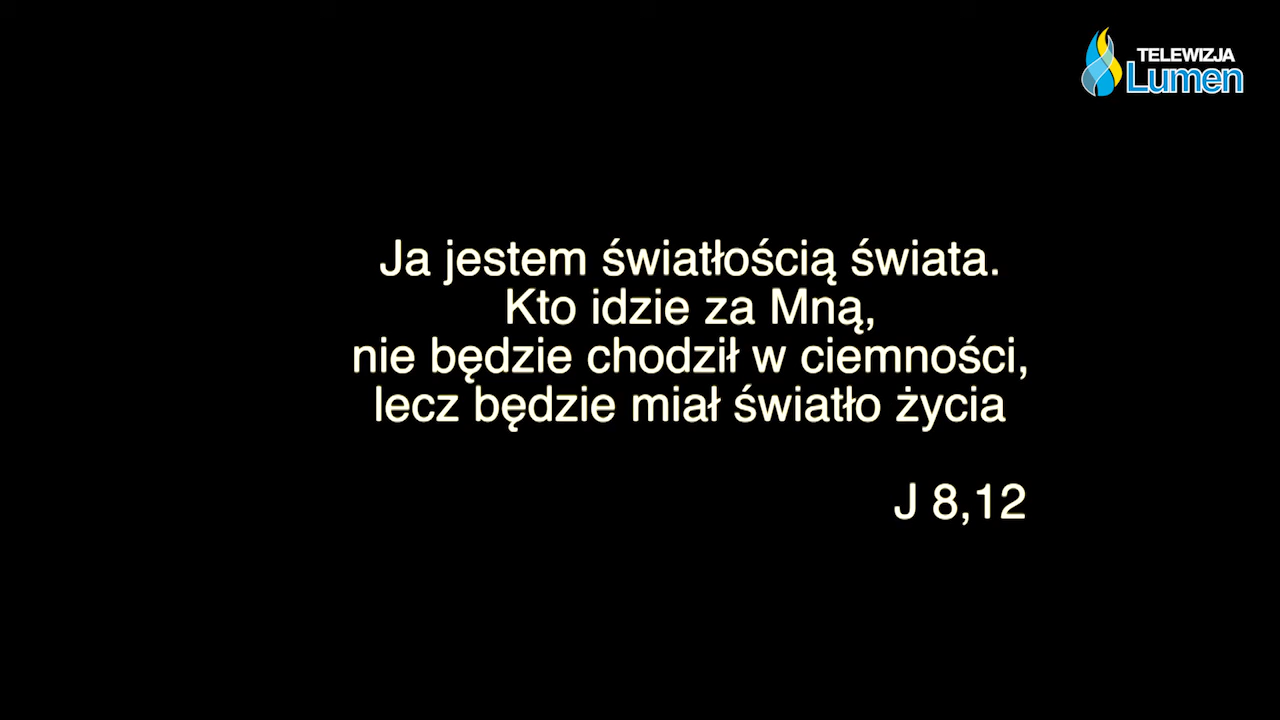 TELEWIZJA
Lumen
Ja jestem światłością świata.
Kto idzie za Mną,
nie będzie chodził w ciemności,
lecz będzie miał światło życia
J 8,12